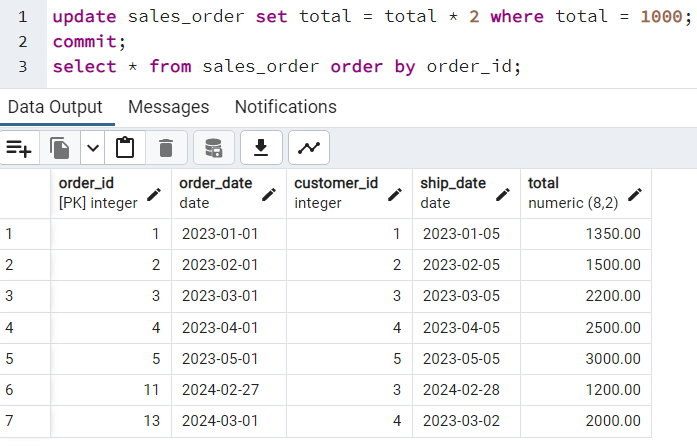 1 update sales_order set total = total * 2 where total = 1000;
2 commit;
3 select * from sales_order order by order_id;
Data Output Messages Notifications
order_id order_date customer_id ship_date total
[PK] integer date integer date numeric (8,2)
1 1 2023-01-01 1 2023-01-05 1350.00
2 2 2023-02-01 2 2023-02-05 1500.00
3 3 2023-03-01 3 2023-03-05 2200.00
4 4 2023-04-01 4 2023-04-05 2500.00
5 5 2023-05-01 5 2023-05-05 3000.00
6 11 2024-02-27 3 2024-02-28 1200.00
7 13 2024-03-01 4 2023-03-02 2000.00